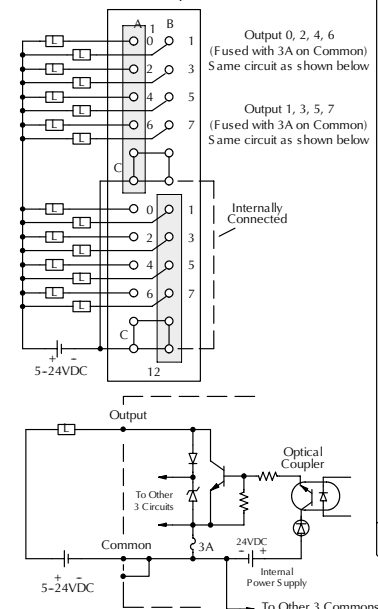 A 1 B
L 0 1
L
L 2 3
L
L 4 5
L
L 6 7
L
C
Output 0, 2, 4, 6
(Fused with 3A on Common)
Same circuit as shown below
Output 1, 3, 5, 7
(Fused with 3A on Common)
Same circuit as shown below
Internally
Connected
L 0 1
L
L 2 3
L
L 4 5
L
L 6 7
L
C
+ -
5-24VDC
12
Output
L
Optical
Coupler
To Other
3 Circuits
Common
3A
24VDC
- +
Internal
Power Supply
+ -
5-24VDC
To Other 3 Commons